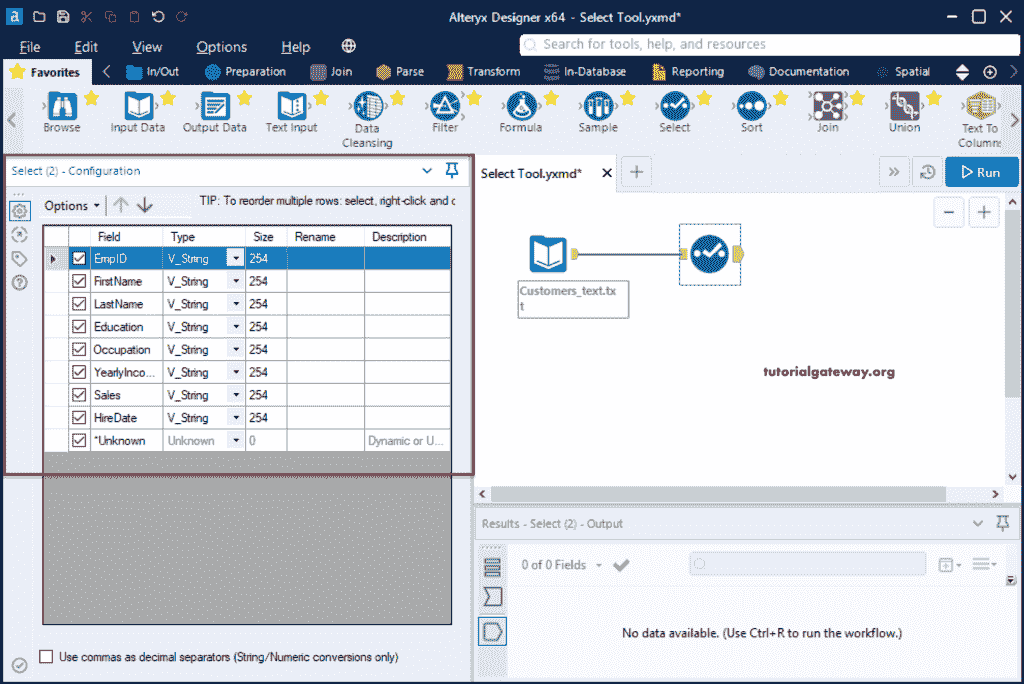 Alteryx Designer x64 - Select Tool.yxmd*
File Edit View Options Help
Search for tools, help, and resources
Favorites In/Out Preparation Join Parse Transform In-Database Reporting Documentation Spatial
Browse Input Data Output Data Text Input Data Cleansing Filter Formula Sample Select Sort Join Union Text To Columns
Select (2) - Configuration
Options TIP: To reorder multiple rows: select, right-click and
Field Type Size Rename Description
EmpID V_String 254
FirstName V_String 254
LastName V_String 254
Education V_String 254
Occupation V_String 254
YearlyInco... V_String 254
Sales V_String 254
HireDate V_String 254
*Unknown Unknown 0 Dynamic or U...
Use commas as decimal separators (String/Numeric conversions only)
Select Tool.yxmd*
Run
Customers_text.tx
t
tutorialgateway.org
Results - Select (2) - Output
0 of 0 Fields
No data available. (Use Ctrl+R to run the workflow.)